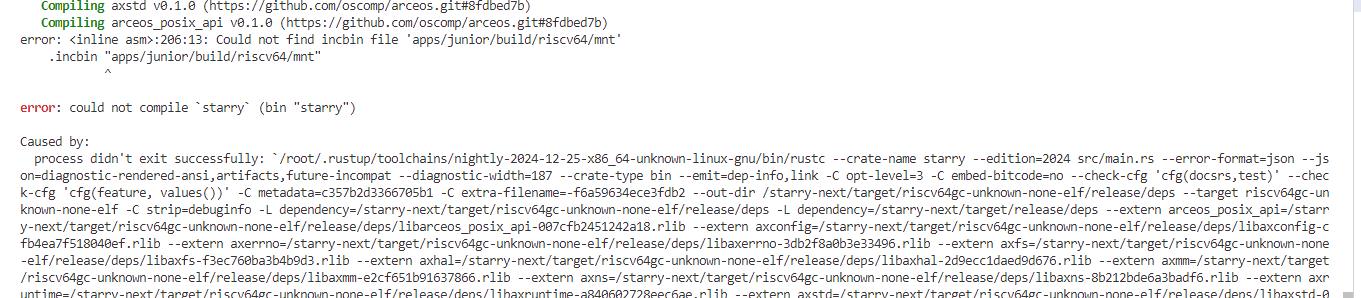 Compiling axstd v0.1.0 (https://github.com/oscomp/arceos.git#8fdbed7b)
Compiling arceos_posix_api v0.1.0 (https://github.com/oscomp/arceos.git#8fdbed7b)
error: <inline asm>:206:13: Could not find incbin file 'apps/junior/build/riscv64/mnt'
.incbin "apps/junior/build/riscv64/mnt"
^
error: could not compile `starry` (bin "starry")
Caused by:
process didn't exit successfully: `/root/.rustup/toolchains/nightly-2024-12-25-x86_64-unknown-linux-gnu/bin/rustc --crate-name starry --edition=2024 src/main.rs --error-format=json --js
on=diagnostic-rendered-ansi,artifacts,future-incompat --diagnostic-width=187 --crate-type bin --emit=dep-info,link -C opt-level=3 -C embed-bitcode=no --check-cfg 'cfg(docsrs,test)' --chec
k-cfg 'cfg(feature, values())' -C metadata=c357b2d3366705b1 -C extra-filename=-f6a59634ece3fdb2 --out-dir /starry-next/target/riscv64gc-unknown-none-elf/release/deps --target riscv64gc-un
known-none-elf -C strip=debuginfo -L dependency=/starry-next/target/riscv64gc-unknown-none-elf/release/deps -L dependency=/starry-next/target/release/deps --extern arceos_posix_api=/starr
y-next/target/riscv64gc-unknown-none-elf/release/deps/libarceos_posix_api-007cfb2451242a18.rlib --extern axconfig=/starry-next/target/riscv64gc-unknown-none-elf/release/deps/libaxconfig-c
fb4ea7f518040ef.rlib --extern axerrno=/starry-next/target/riscv64gc-unknown-none-elf/release/deps/libaxerrno-3db2f8a0b3e33496.rlib --extern axfs=/starry-next/target/riscv64gc-unknown-none
-elf/release/deps/libaxfs-f3ec760ba3b4b9d3.rlib --extern axhal=/starry-next/target/riscv64gc-unknown-none-elf/release/deps/libaxhal-2d9ecc1daed9d676.rlib --extern axmm=/starry-next/target
/riscv64gc-unknown-none-elf/release/deps/libaxmm-e2cf651b91637866.rlib --extern axns=/starry-next/target/riscv64gc-unknown-none-elf/release/deps/libaxns-8b212bde6a3badf6.rlib --extern axr
untime=/starry-next/target/riscv64gc-unknown-none-elf/release/deps/libaxruntime-a840602728eec6ae.rlib --extern axstd=/starry-next/target/riscv64gc-unknown-none-elf/release/deps/libaxstd-0